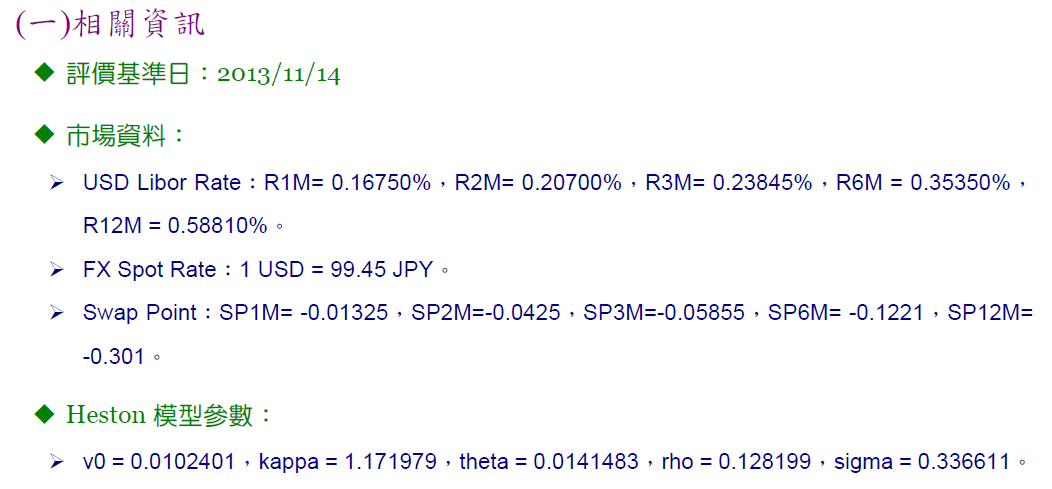 (一)相關資訊
◆ 評價基準日：2013/11/14
◆ 市場資料：
➢ USD Libor Rate：R1M= 0.16750%，R2M= 0.20700%，R3M= 0.23845%，R6M = 0.35350%，
R12M = 0.58810%。
➢ FX Spot Rate：1 USD = 99.45 JPY。
➢ Swap Point：SP1M= -0.01325，SP2M=-0.0425，SP3M=-0.05855，SP6M= -0.1221，SP12M=
-0.301。
◆ Heston 模型參數：
➢ v0 = 0.0102401，kappa = 1.171979，theta = 0.0141483，rho = 0.128199，sigma = 0.336611。